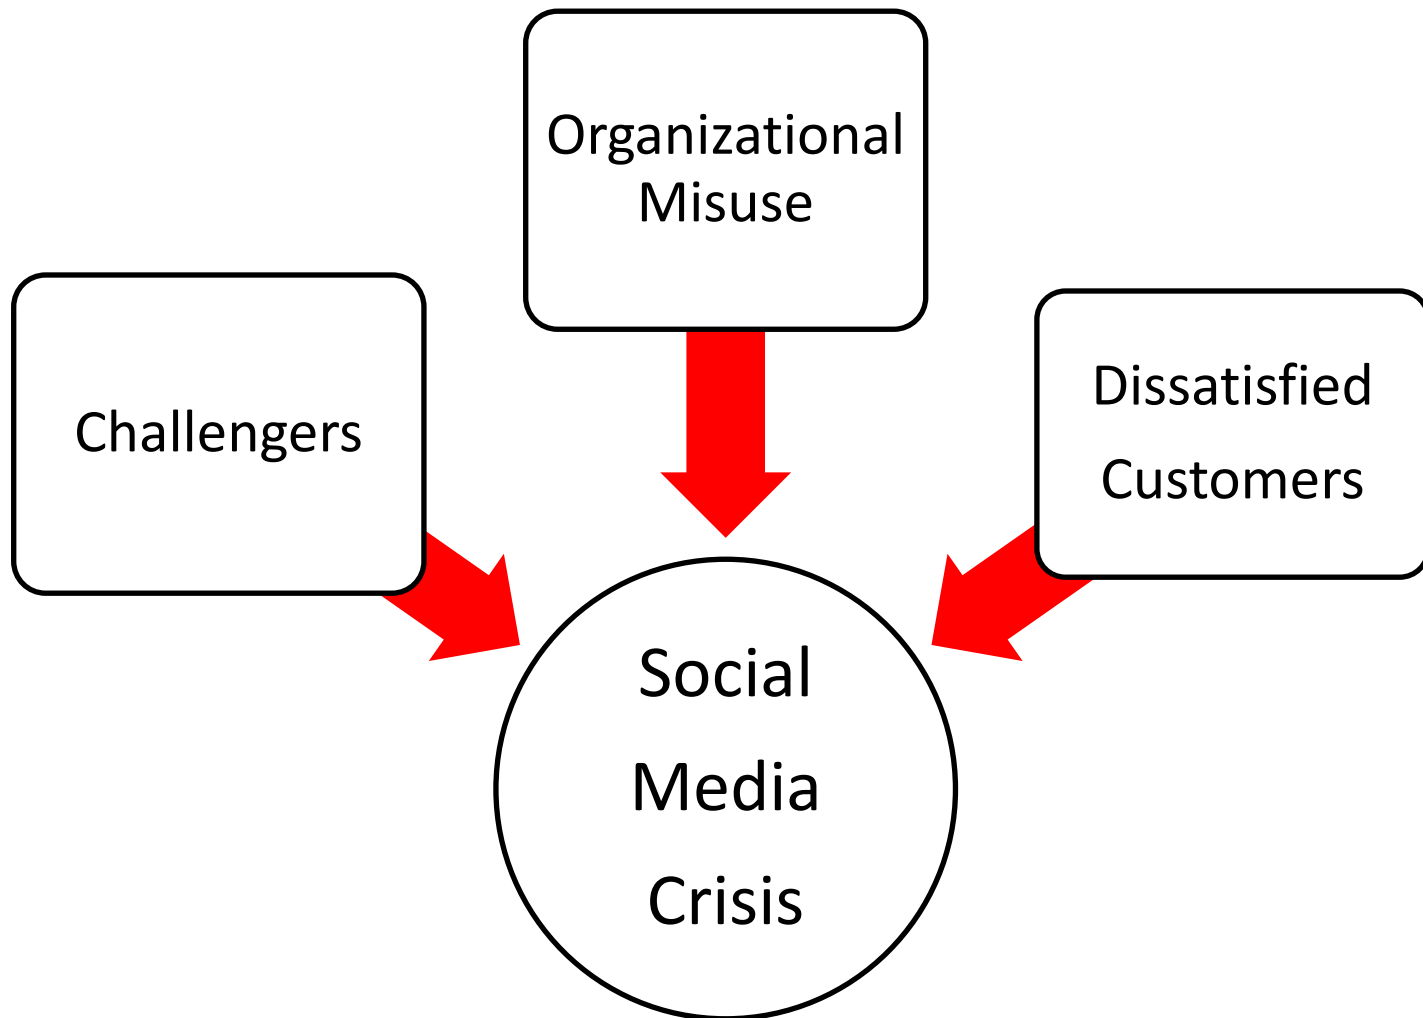 Organizational
Misuse
Challengers
Dissatisfied
Customers
Social
Media
Crisis